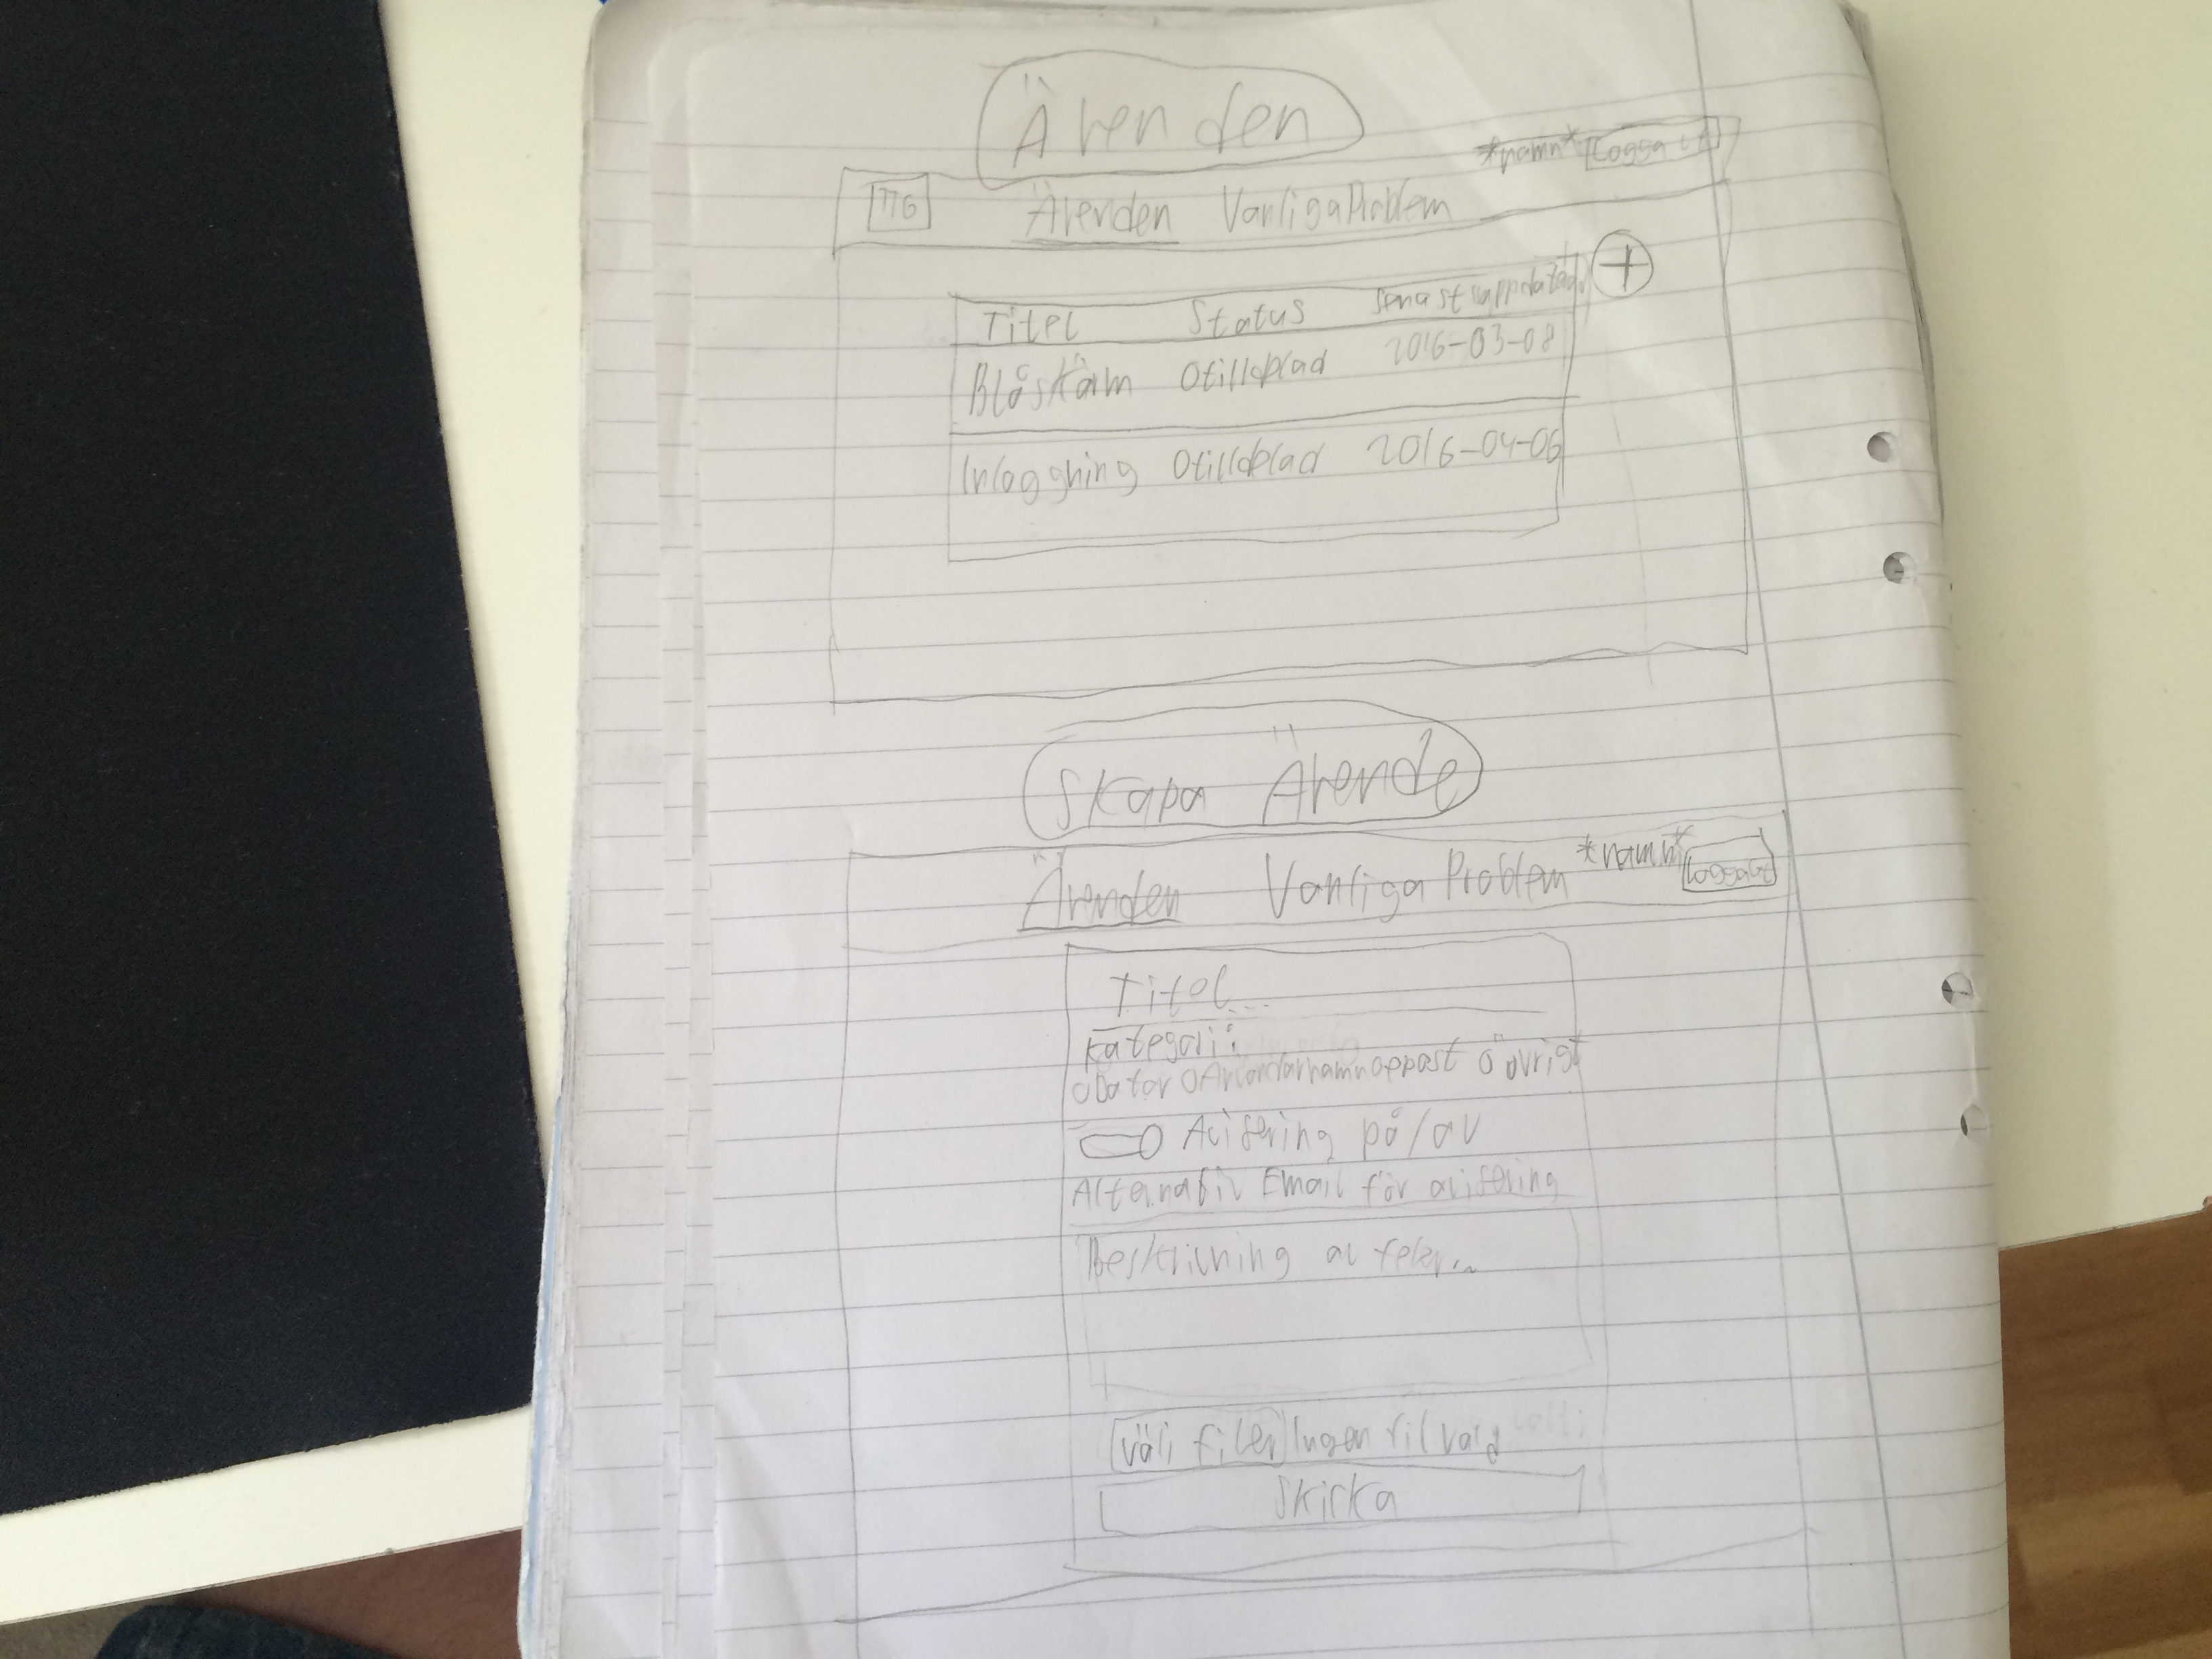 Ärenden
*namn* Logga ut
TTG Ärenden Vanliga Problem
Titel Status Senast uppdaterad +
Blåskärm Otilldelad 2016-03-08
Inloggning Otilldelad 2016-04-06
Skapa Ärende
*namn* Logga ut
Ärenden Vanliga Problem
Titel...
Kategori:
O Dator O Användarnamn O Epost O Övrigt
Avisering på/av
Alternativ Email för avisering
Beskrivning av felet...
Välj filer Ingen fil vald
Skicka